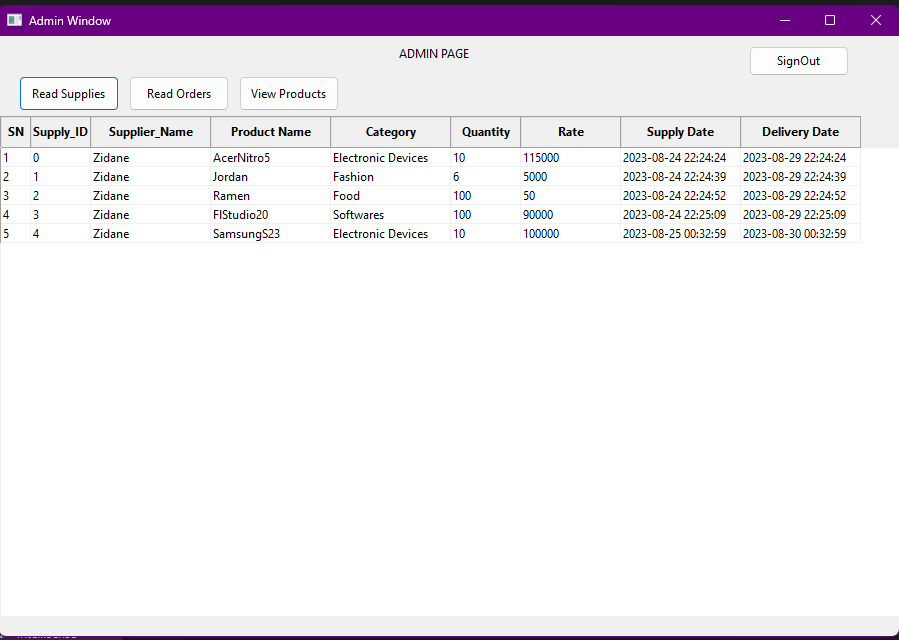 Admin Window
ADMIN PAGE
SignOut
Read Supplies Read Orders View Products
SN Supply_ID Supplier_Name Product Name Category Quantity Rate Supply Date Delivery Date
1 0 Zidane AcerNitro5 Electronic Devices 10 115000 2023-08-24 22:24:24 2023-08-29 22:24:24
2 1 Zidane Jordan Fashion 6 5000 2023-08-24 22:24:39 2023-08-29 22:24:39
3 2 Zidane Ramen Food 100 50 2023-08-24 22:24:52 2023-08-29 22:24:52
4 3 Zidane FlStudio20 Softwares 100 90000 2023-08-24 22:25:09 2023-08-29 22:25:09
5 4 Zidane SamsungS23 Electronic Devices 10 100000 2023-08-25 00:32:59 2023-08-30 00:32:59